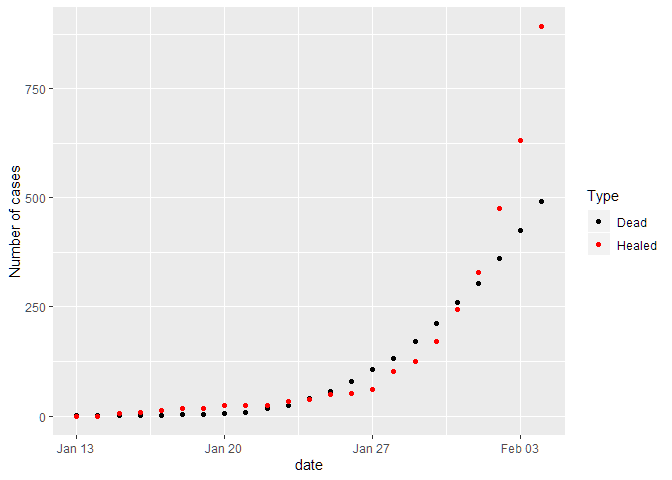 750
500
250
0
Number of cases
Jan 13
Jan 20
Jan 27
Feb 03
date
Type
Dead
Healed